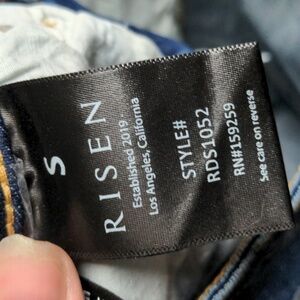 S
RISEN
Established 2019
Los Angeles, California
STYLE#
RDS1052
RN#159259
See care on reverse